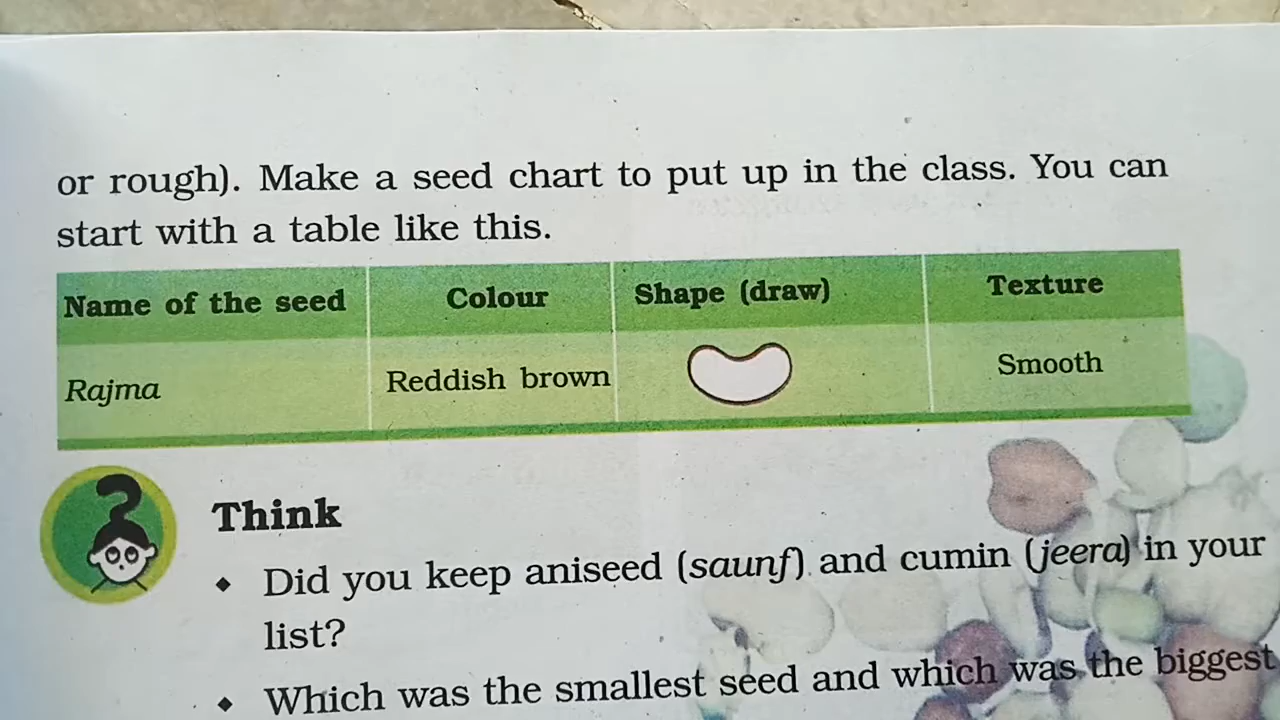 or rough). Make a seed chart to put up in the class. You can
start with a table like this.
Name of the seed Colour Shape (draw) Texture
Rajma Reddish brown Smooth
Think
◆ Did you keep aniseed (saunf) and cumin (jeera) in your
list?
◆ Which was the smallest seed and which was the biggest